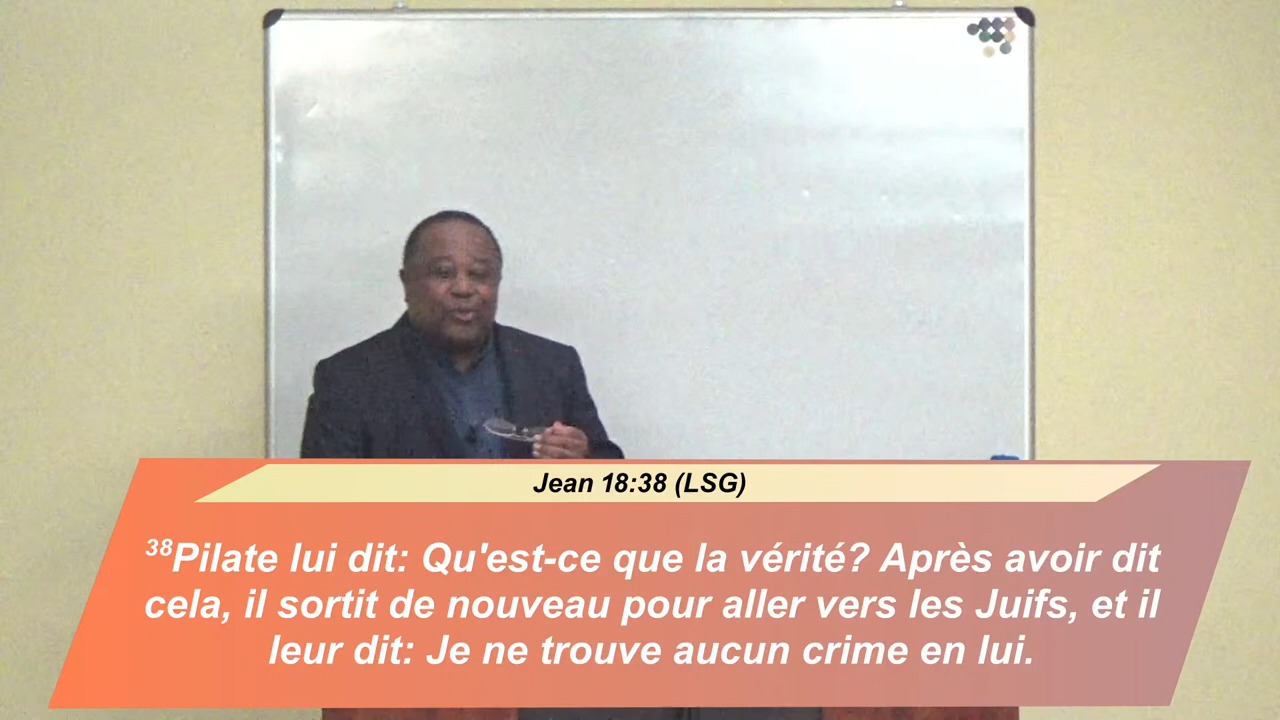 Jean 18:38 (LSG)
38Pilate lui dit: Qu'est-ce que la vérité? Après avoir dit
cela, il sortit de nouveau pour aller vers les Juifs, et il
leur dit: Je ne trouve aucun crime en lui.